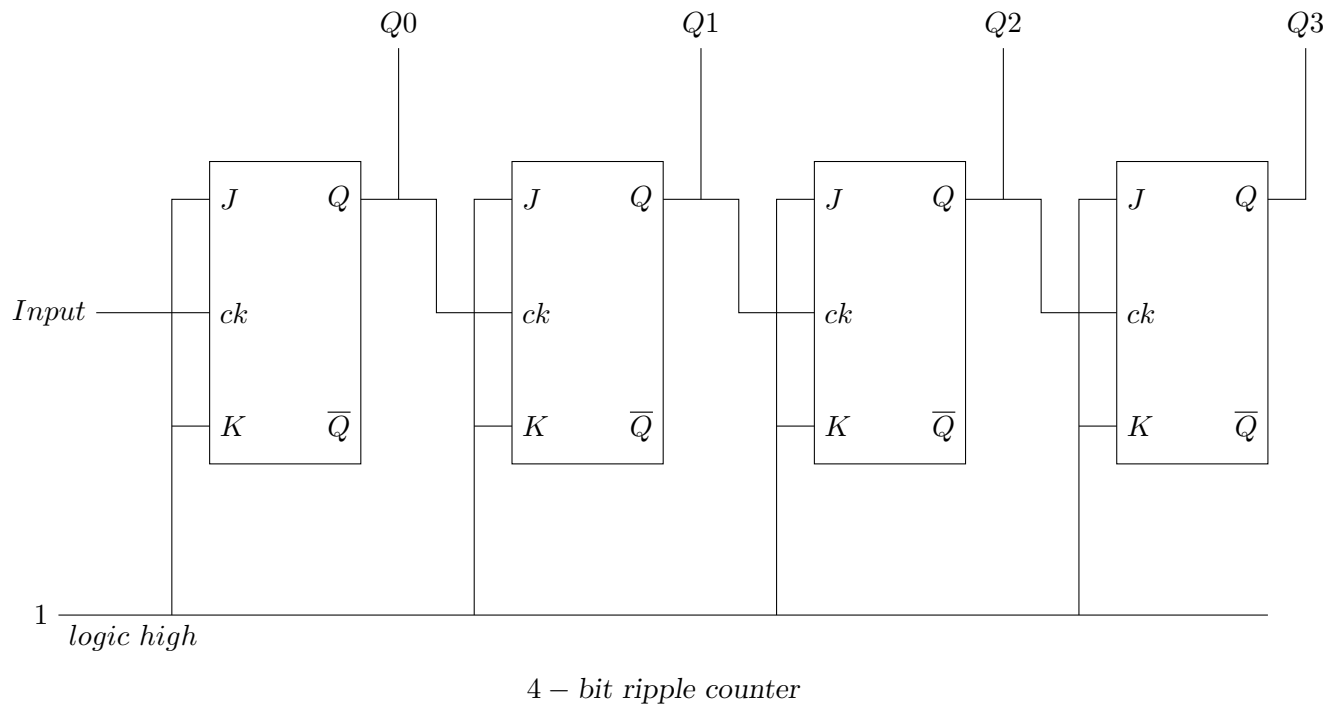 Q0 Q1 Q2 Q3
J Q J Q J Q J Q
Input ck ck ck ck
K Q̅ K Q̅ K Q̅ K Q̅
1
logic high
4 − bit ripple counter